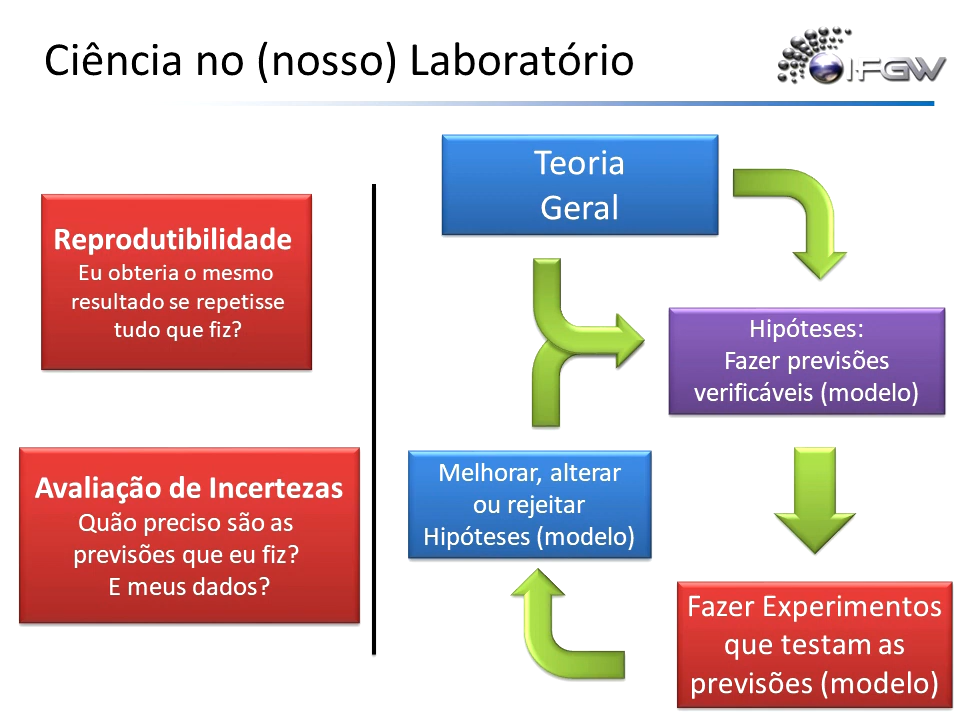 Ciência no (nosso) Laboratório
IFGW
Reprodutibilidade
Eu obteria o mesmo
resultado se repetisse
tudo que fiz?
Avaliação de Incertezas
Quão preciso são as
previsões que eu fiz?
E meus dados?
Teoria
Geral
Hipóteses:
Fazer previsões
verificáveis (modelo)
Melhorar, alterar
ou rejeitar
Hipóteses (modelo)
Fazer Experimentos
que testam as
previsões (modelo)